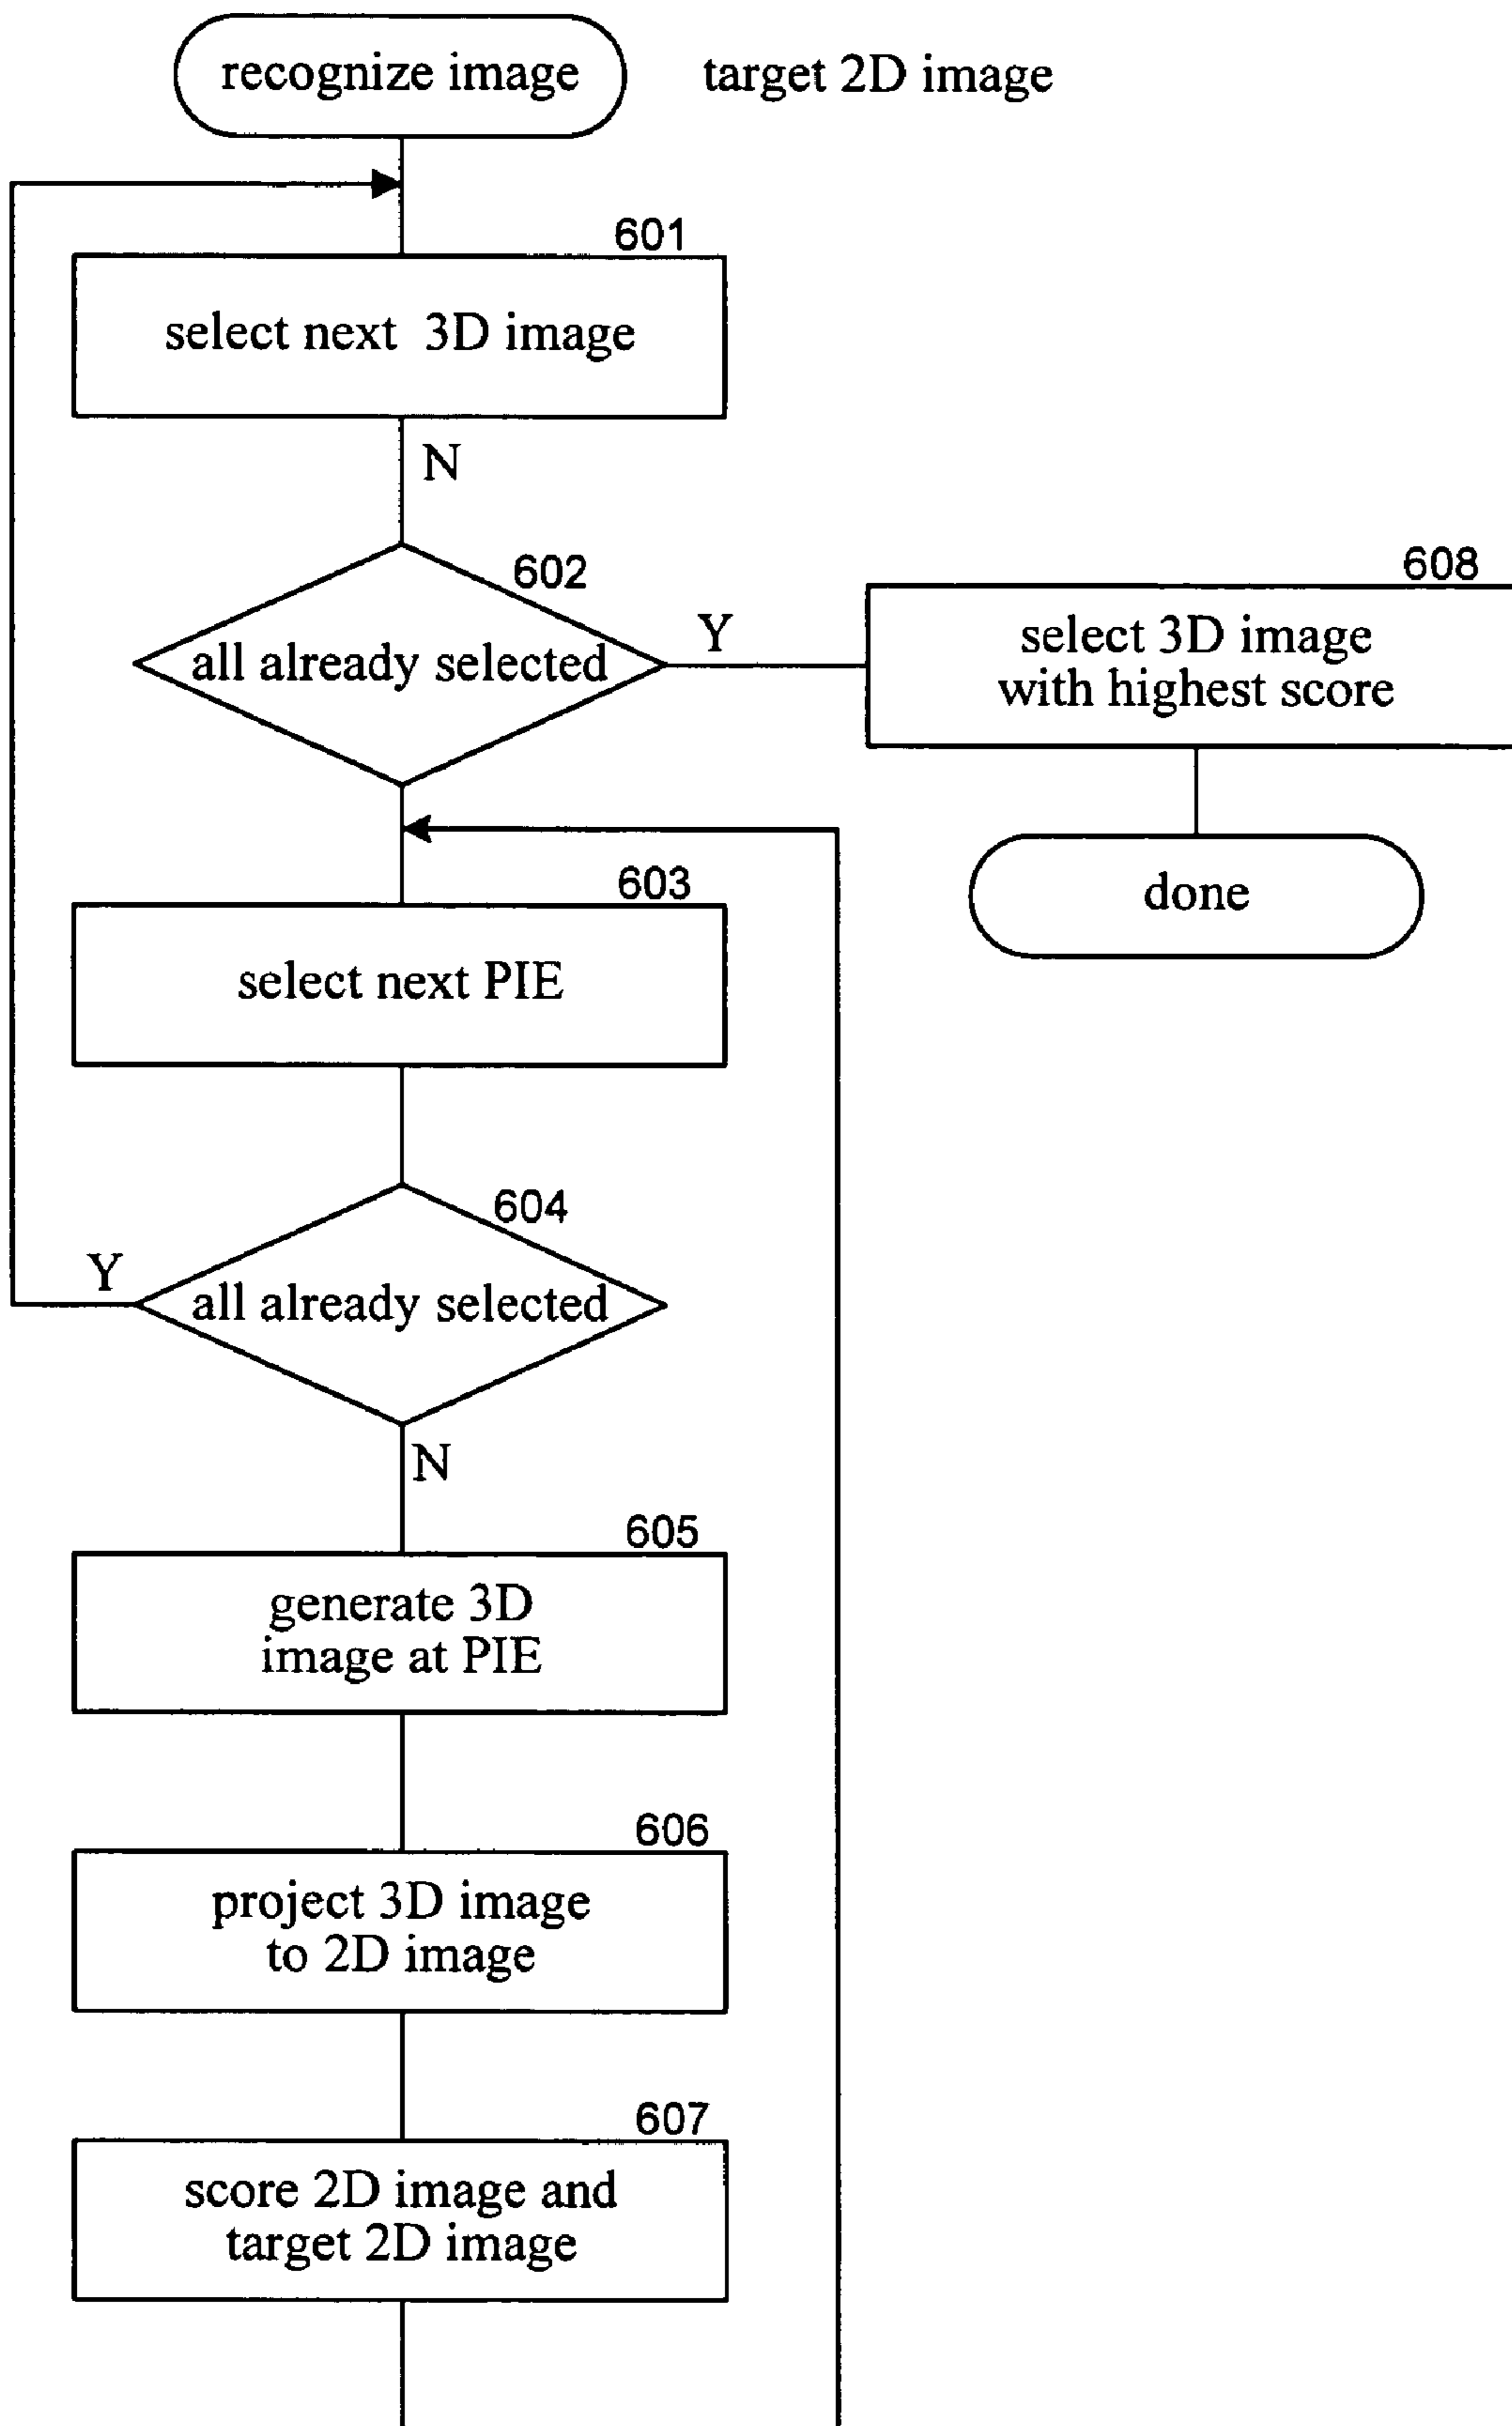 recognize image
target 2D image
601
select next 3D image
N
602
all already selected
Y
608
select 3D image
with highest score
603
select next PIE
done
604
all already selected
Y
N
605
generate 3D
image at PIE
606
project 3D image
to 2D image
607
score 2D image and
target 2D image